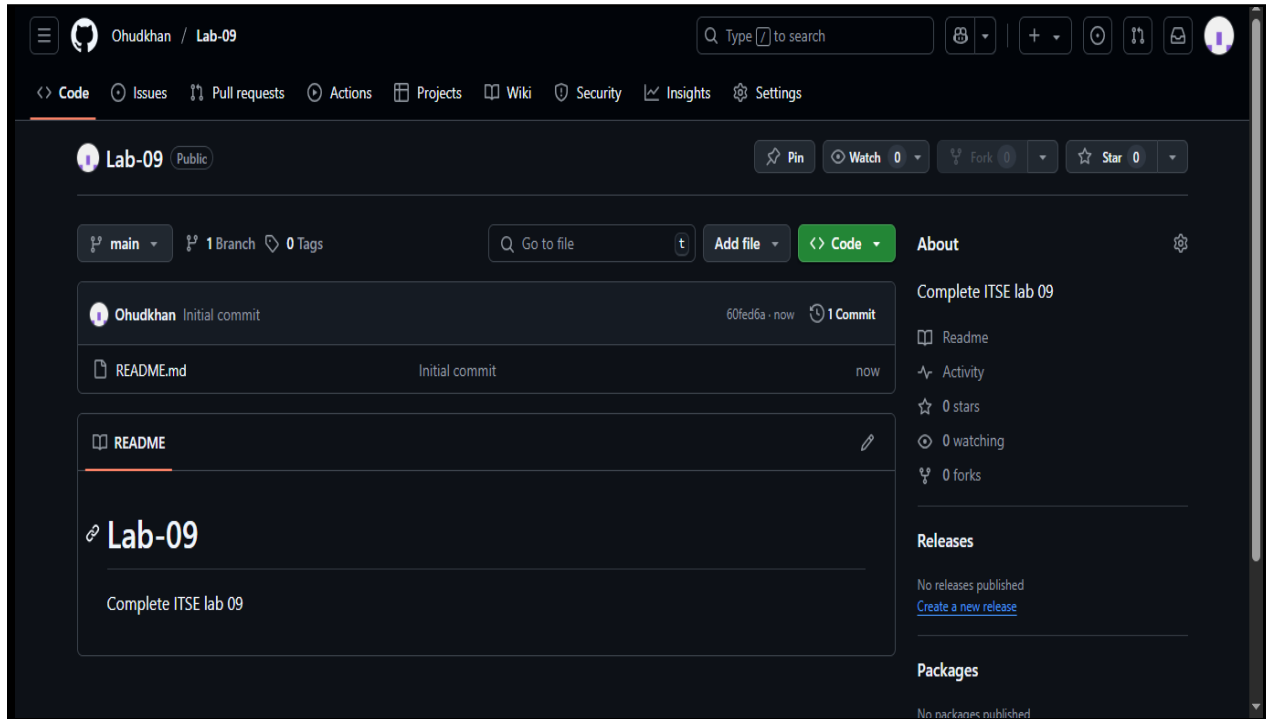 Ohudkhan / Lab-09
Type / to search
Code Issues Pull requests Actions Projects Wiki Security Insights Settings
Lab-09 Public
Pin Watch 0 Fork 0 Star 0
main 1 Branch 0 Tags
Go to file t Add file Code
Ohudkhan Initial commit 60fed6a · now 1 Commit
README.md Initial commit now
README
Lab-09
Complete ITSE lab 09
About
Complete ITSE lab 09
Readme
Activity
0 stars
0 watching
0 forks
Releases
No releases published
Create a new release
Packages
No packages published